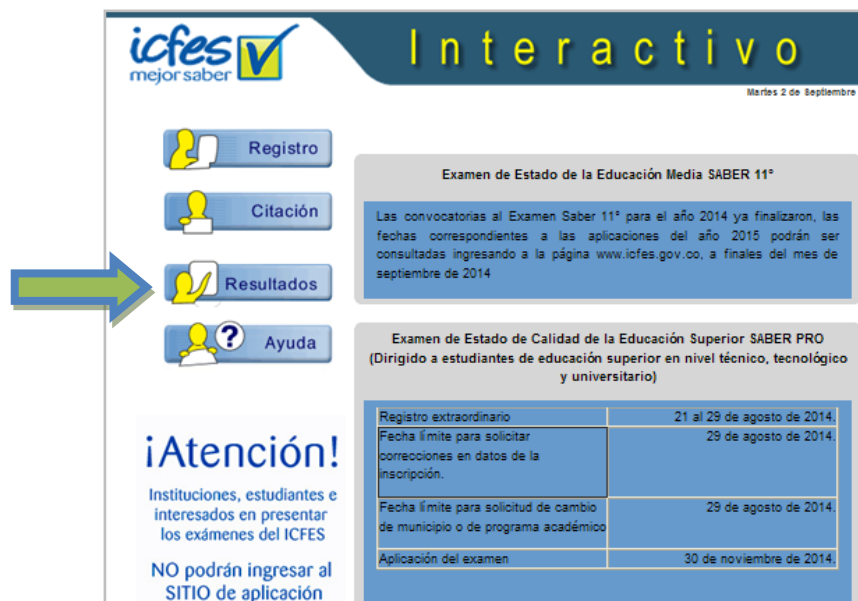 icfes
mejor saber
Interactivo
Martes 2 de Septiembre
Registro
Citación
Resultados
? Ayuda
¡Atención!
Instituciones, estudiantes e
interesados en presentar
los exámenes del ICFES
NO podrán ingresar al
SITIO de aplicación
Examen de Estado de la Educación Media SABER 11°
Las convocatorias al Examen Saber 11° para el año 2014 ya finalizaron, las
fechas correspondientes a las aplicaciones del año 2015 podrán ser
consultadas ingresando a la página www.icfes.gov.co, a finales del mes de
septiembre de 2014
Examen de Estado de Calidad de la Educación Superior SABER PRO
(Dirigido a estudiantes de educación superior en nivel técnico, tecnológico
y universitario)
Registro extraordinario 21 al 29 de agosto de 2014.
Fecha límite para solicitar 29 de agosto de 2014.
correcciones en datos de la
inscripción.
Fecha límite para solicitud de cambio 29 de agosto de 2014.
de municipio o de programa académico
Aplicación del examen 30 de noviembre de 2014.